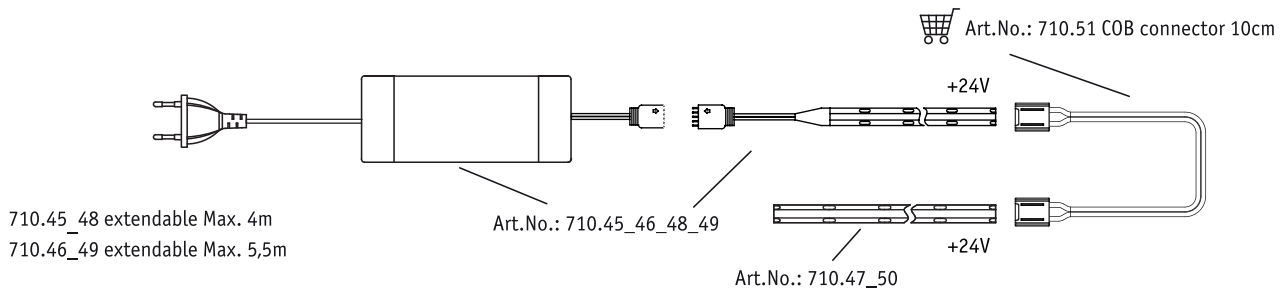 Art.No.: 710.51 COB connector 10cm
+24V
710.45_48 extendable Max. 4m
710.46_49 extendable Max. 5,5m
Art.No.: 710.45_46_48_49
+24V
Art.No.: 710.47_50